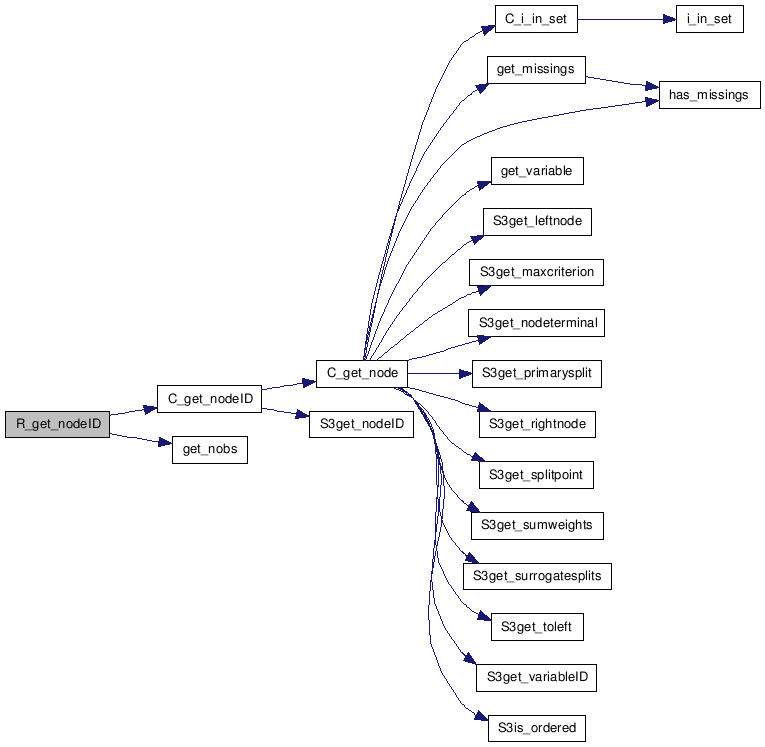 C_i_in_set
i_in_set
get_missings
has_missings
get_variable
S3get_leftnode
S3get_maxcriterion
S3get_nodeterminal
C_get_node
S3get_primarysplit
C_get_nodeID
R_get_nodeID
S3get_nodeID
S3get_rightnode
get_nobs
S3get_splitpoint
S3get_sumweights
S3get_surrogatesplits
S3get_toleft
S3get_variableID
S3is_ordered